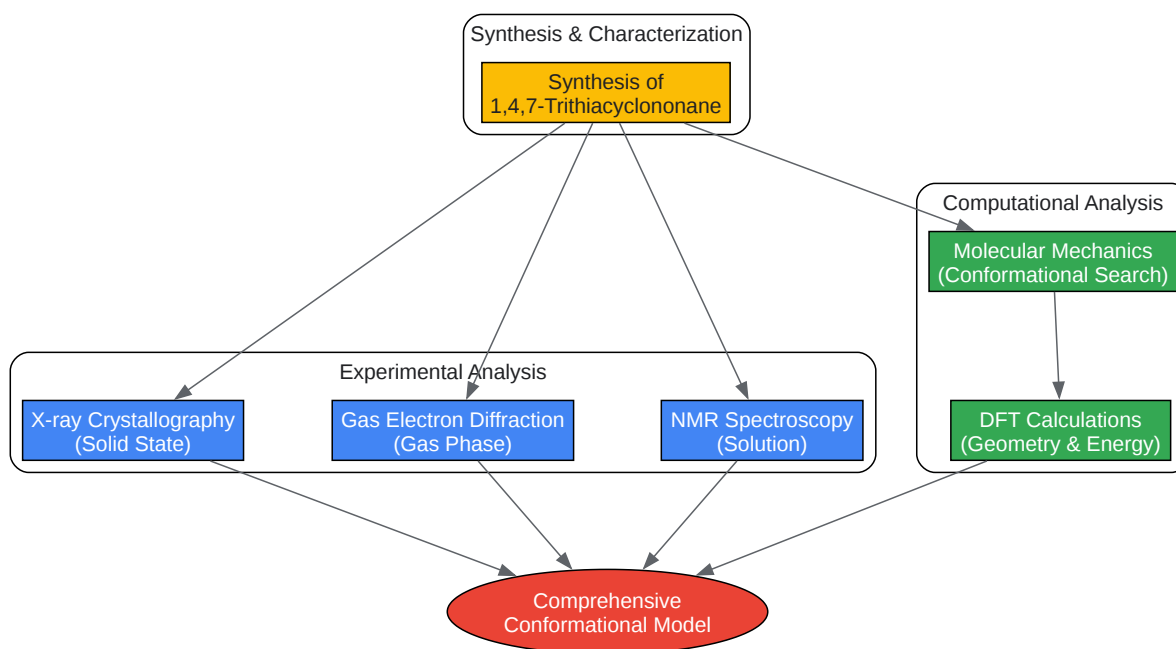 Synthesis & Characterization
Synthesis of
1,4,7-Trithiacyclononane
Computational Analysis
Molecular Mechanics
(Conformational Search)
Experimental Analysis
X-ray Crystallography
(Solid State)
Gas Electron Diffraction
(Gas Phase)
NMR Spectroscopy
(Solution)
DFT Calculations
(Geometry & Energy)
Comprehensive
Conformational Model